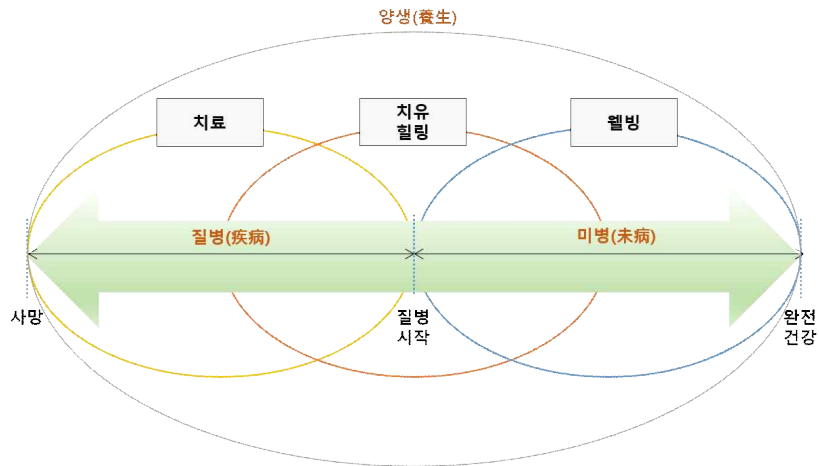 양생(養生)
치료
치유
힐링
웰빙
질병(疾病)
미병(未病)
사망
질병
시작
완전
건강